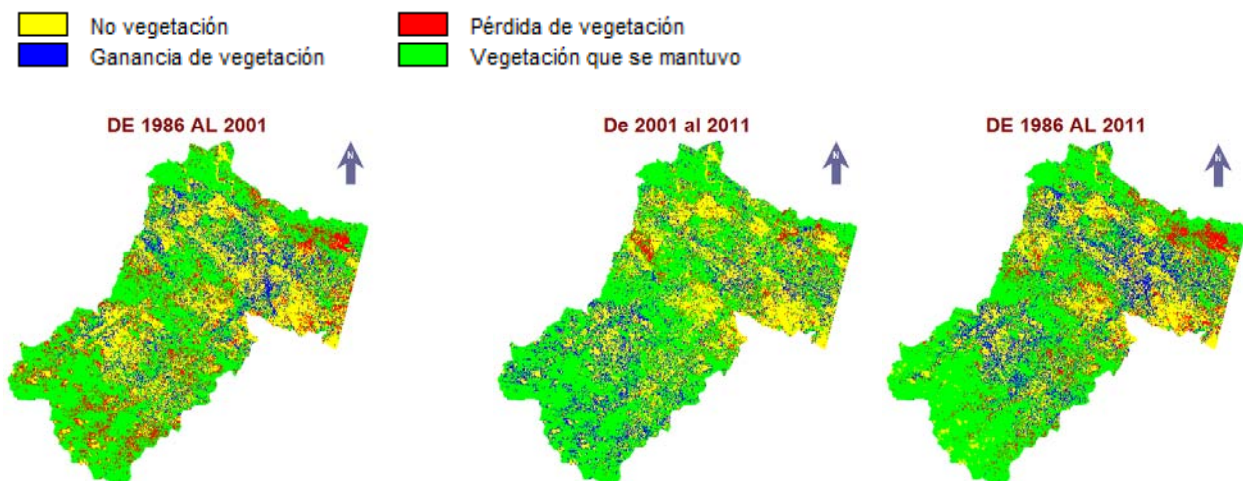 No vegetación
Pérdida de vegetación
Ganancia de vegetación
Vegetación que se mantuvo
DE 1986 AL 2001
De 2001 al 2011
DE 1986 AL 2011
N
N
N